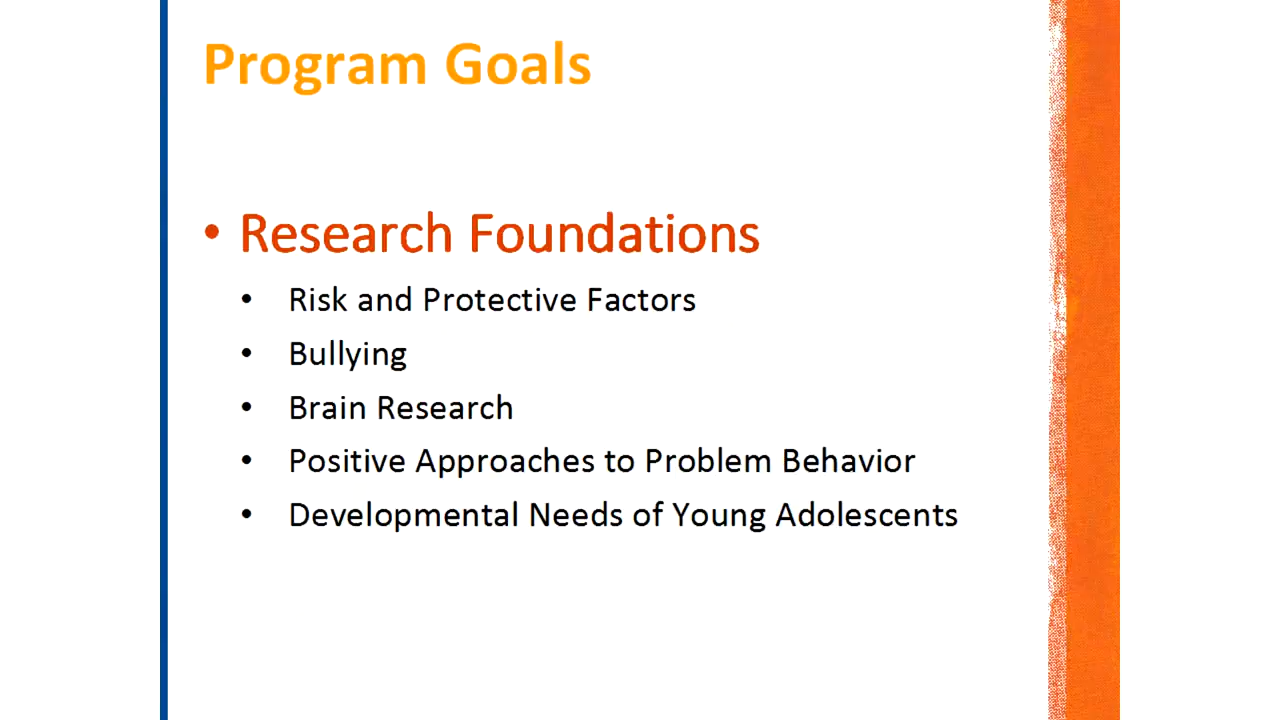 Program Goals
• Research Foundations
• Risk and Protective Factors
• Bullying
• Brain Research
• Positive Approaches to Problem Behavior
• Developmental Needs of Young Adolescents